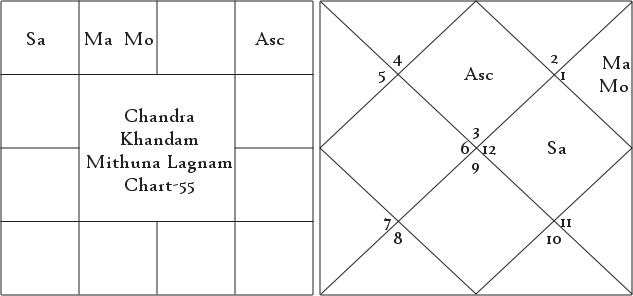 Sa
Ma Mo
Asc
Chandra
Khandam
Mithuna Lagnam
Chart-55
4
5
Asc
2
1
Ma
Mo
3
6 12
9
Sa
7
8
11
10